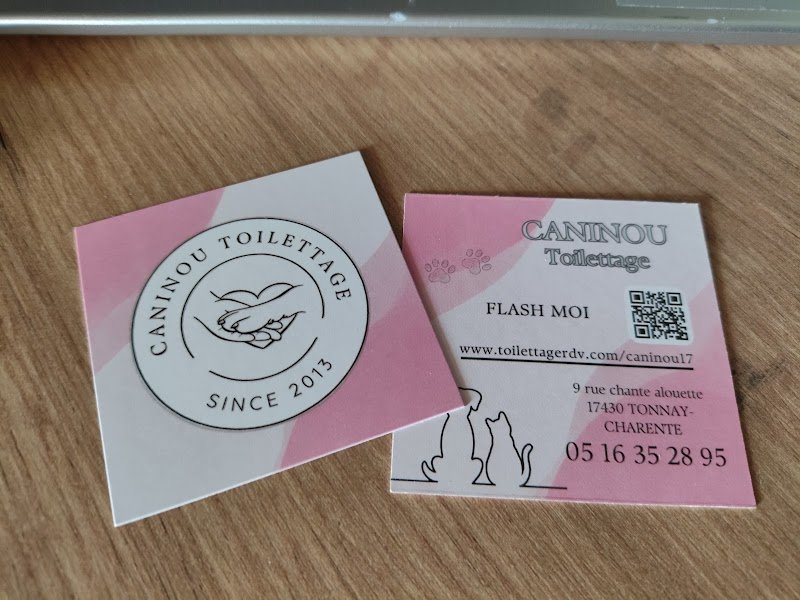 CANINOU TOILETTAGE
SINCE 2013
CANINOU
Toilettage
FLASH MOI
www.toilettagerdv.com/caninou17
9 rue chante alouette
17430 TONNAY-
CHARENTE
05 16 35 28 95